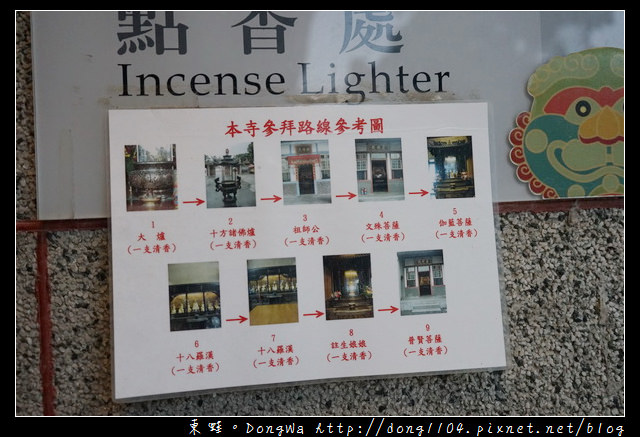 點香處
Incense Lighter
本寺參拜路線參考圖
1
大爐
(一支清香)
2
十方諸佛爐
(一支清香)
3
祖師公
(一支清香)
4
文殊菩薩
(一支清香)
5
伽藍菩薩
(一支清香)
6
十八羅漢
(一支清香)
7
十八羅漢
(一支清香)
8
註生娘娘
(一支清香)
9
普賢菩薩
(一支清香)
東曄。DongWa http://dong1104.pixnet.net/blog